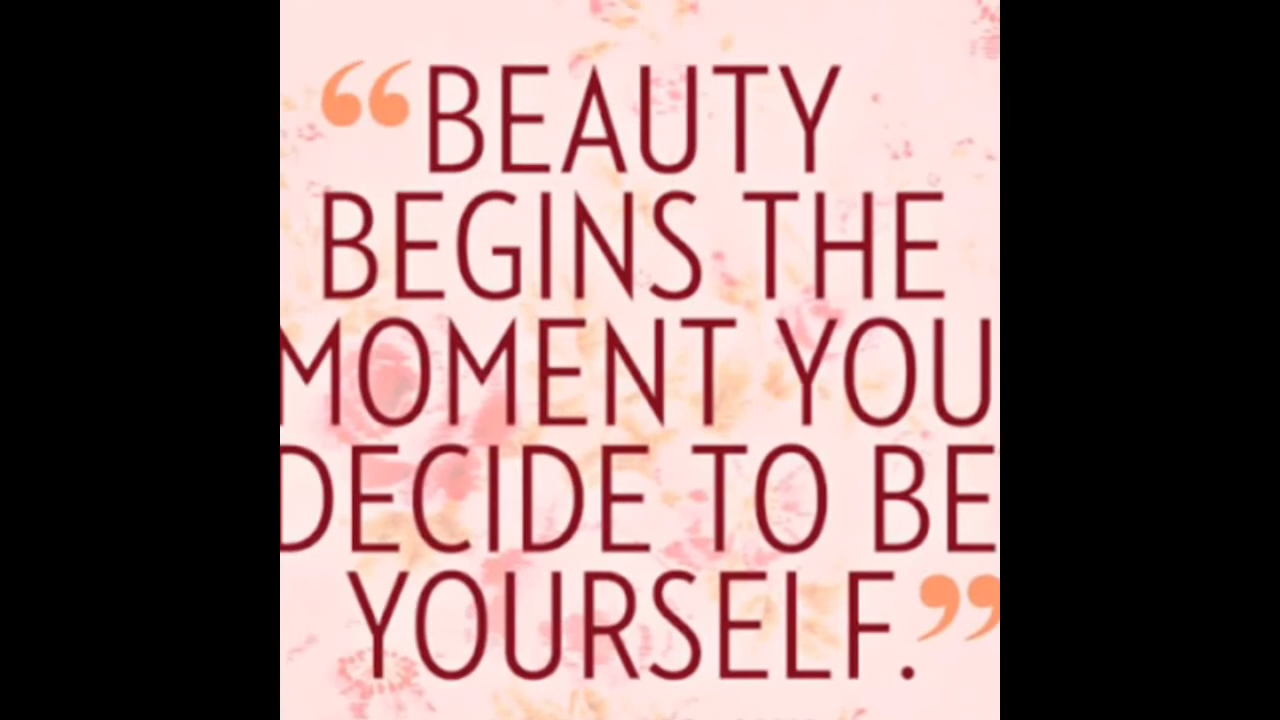 “BEAUTY
BEGINS THE
MOMENT YOU
DECIDE TO BE
YOURSELF.”